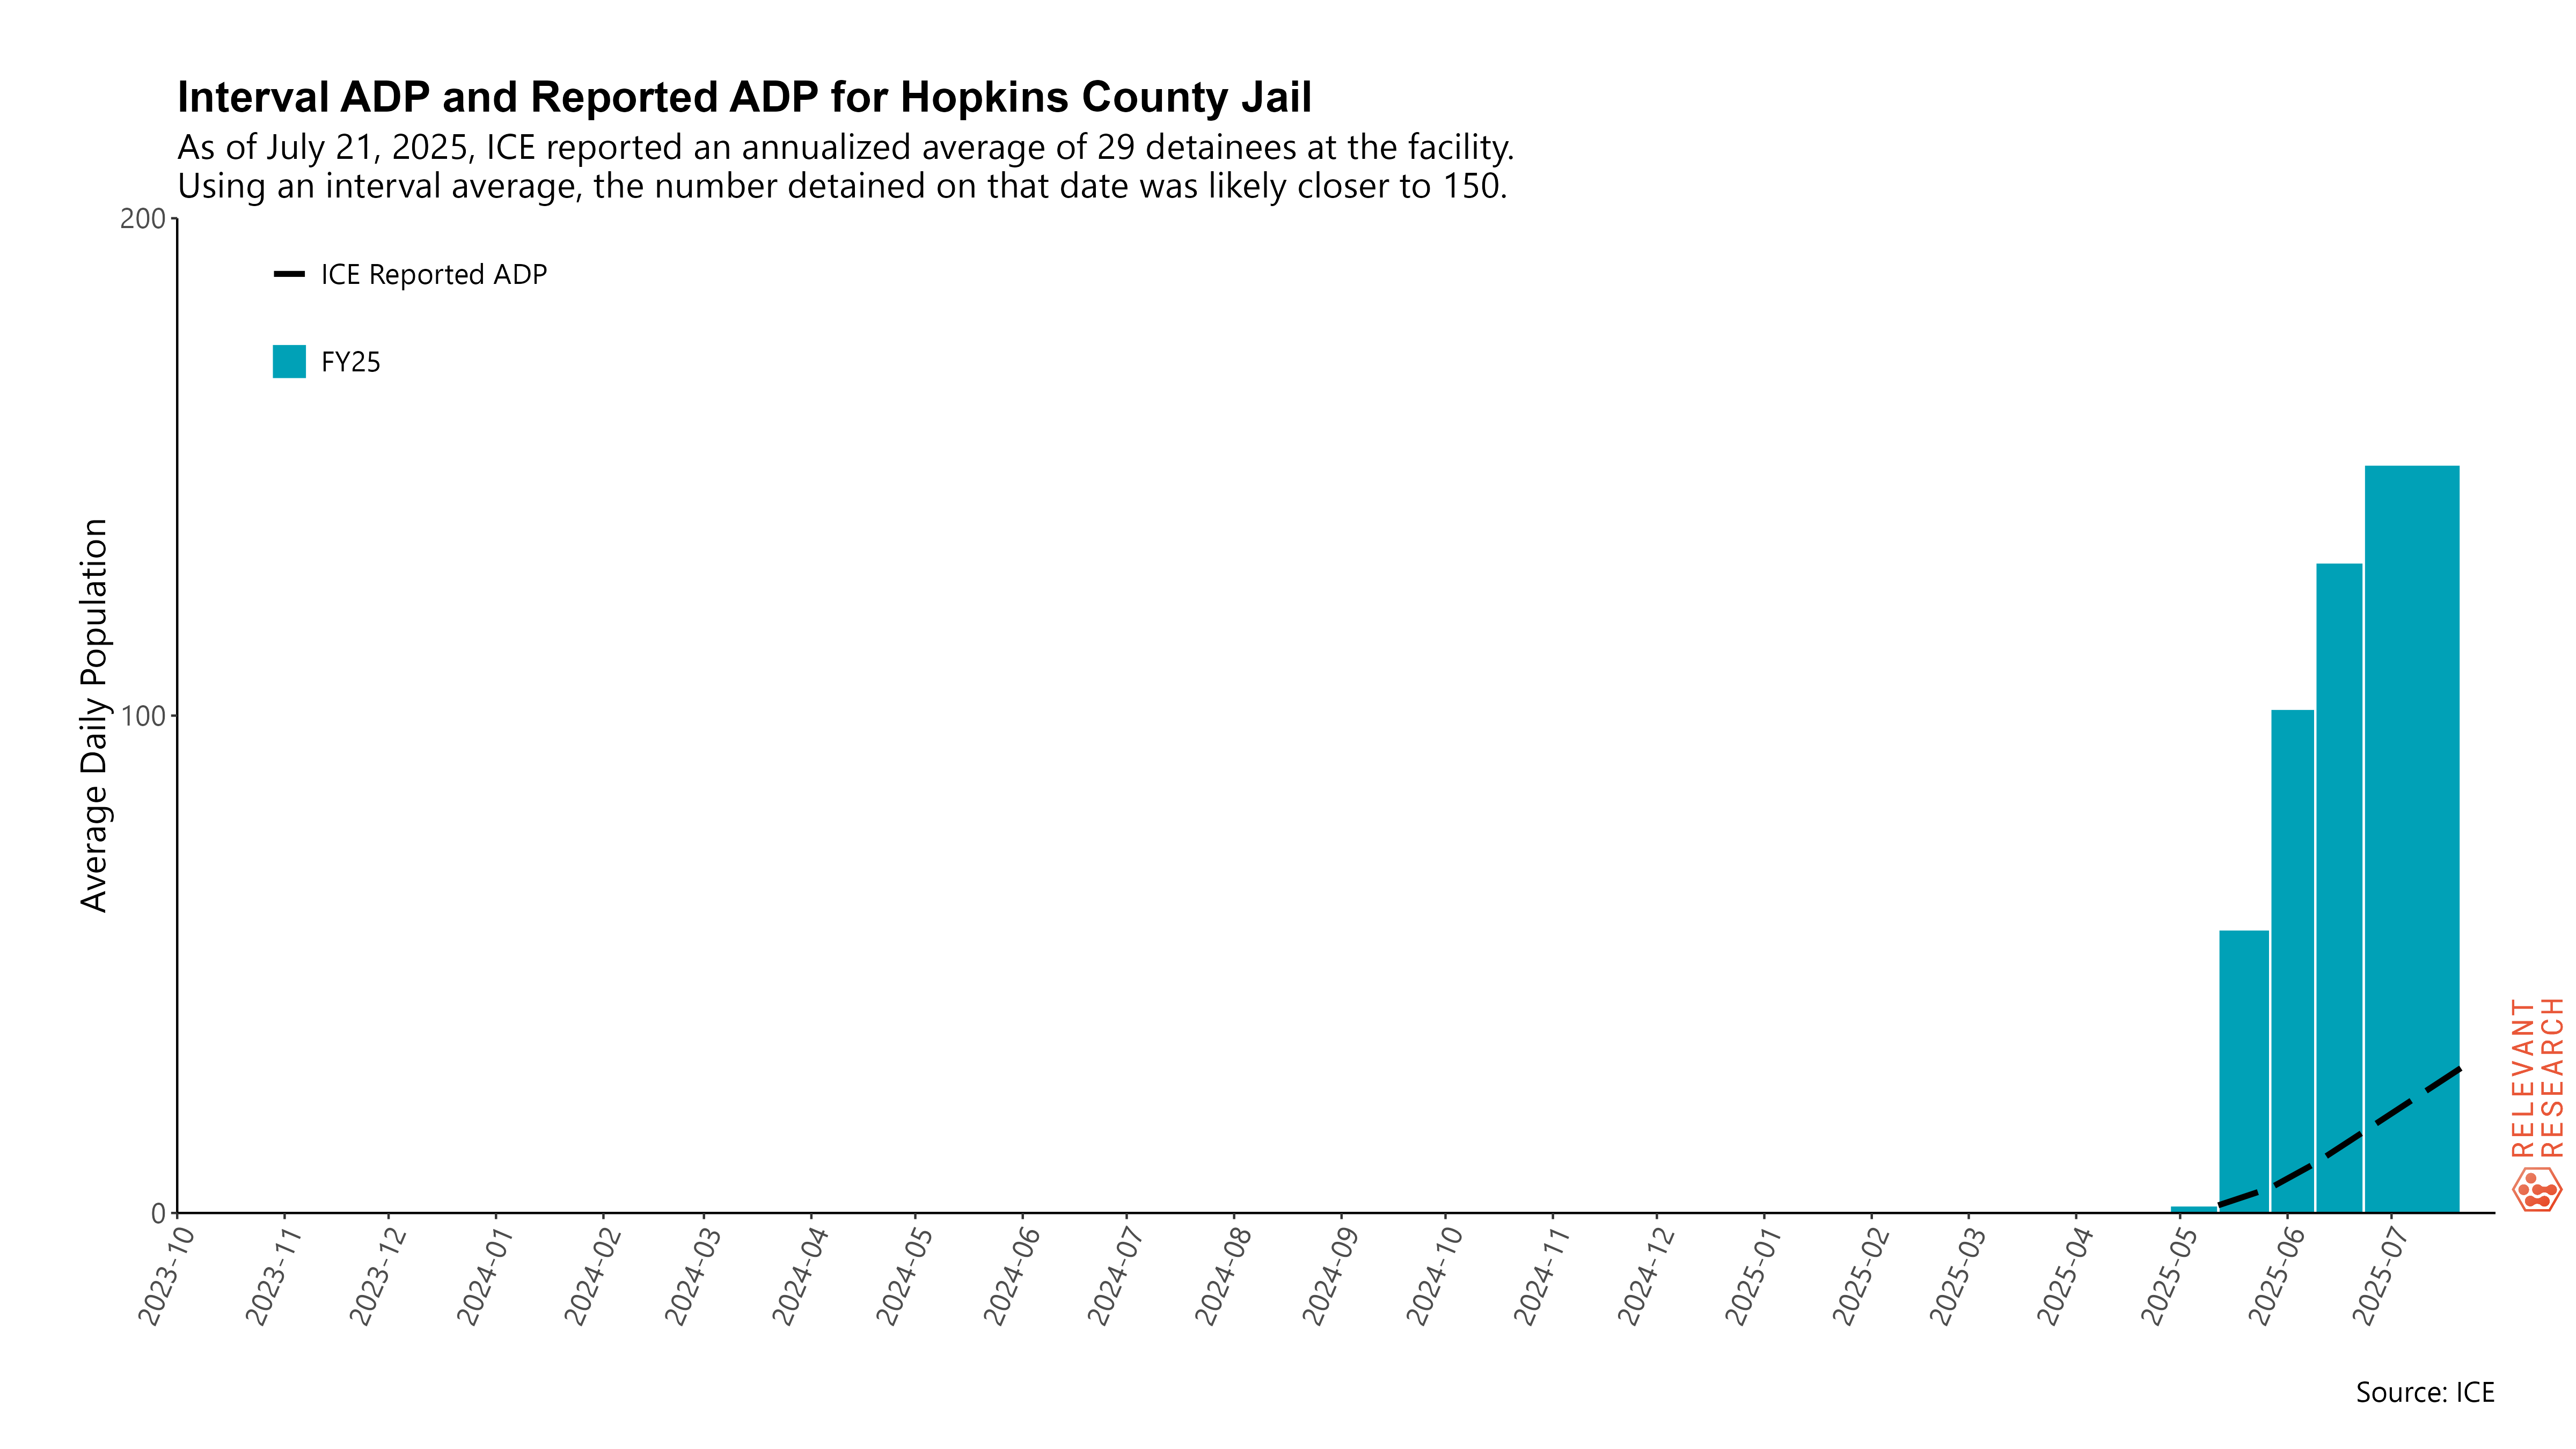 Interval ADP and Reported ADP for Hopkins County Jail
As of July 21, 2025, ICE reported an annualized average of 29 detainees at the facility.
Using an interval average, the number detained on that date was likely closer to 150.
200
ICE Reported ADP
FY25
Average Daily Population
100
0
2023-10
2023-11
2023-12
2024-01
2024-02
2024-03
2024-04
2024-05
2024-06
2024-07
2024-08
2024-09
2024-10
2024-11
2024-12
2025-01
2025-02
2025-03
2025-04
2025-05
2025-06
2025-07
RELEVANT
RESEARCH
Source: ICE